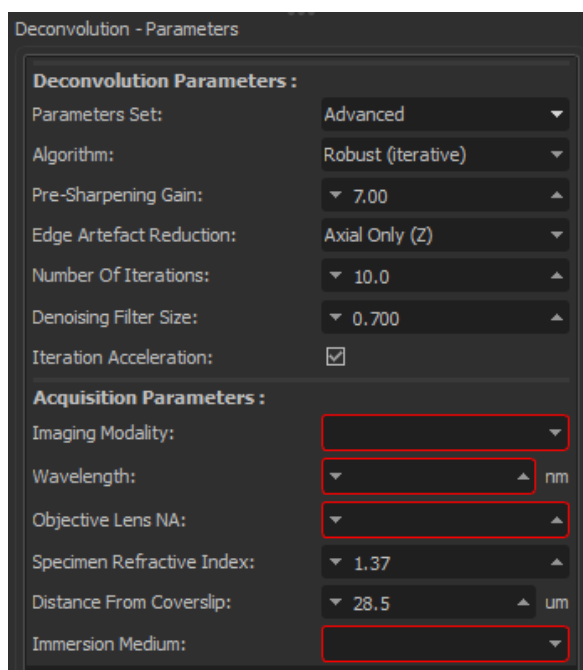 Deconvolution - Parameters
Deconvolution Parameters :
Parameters Set: Advanced
Algorithm: Robust (iterative)
Pre-Sharpening Gain: 7.00
Edge Artefact Reduction: Axial Only (Z)
Number Of Iterations: 10.0
Denoising Filter Size: 0.700
Iteration Acceleration:
Acquisition Parameters :
Imaging Modality:
Wavelength: nm
Objective Lens NA:
Specimen Refractive Index: 1.37
Distance From Coverslip: 28.5 um
Immersion Medium: